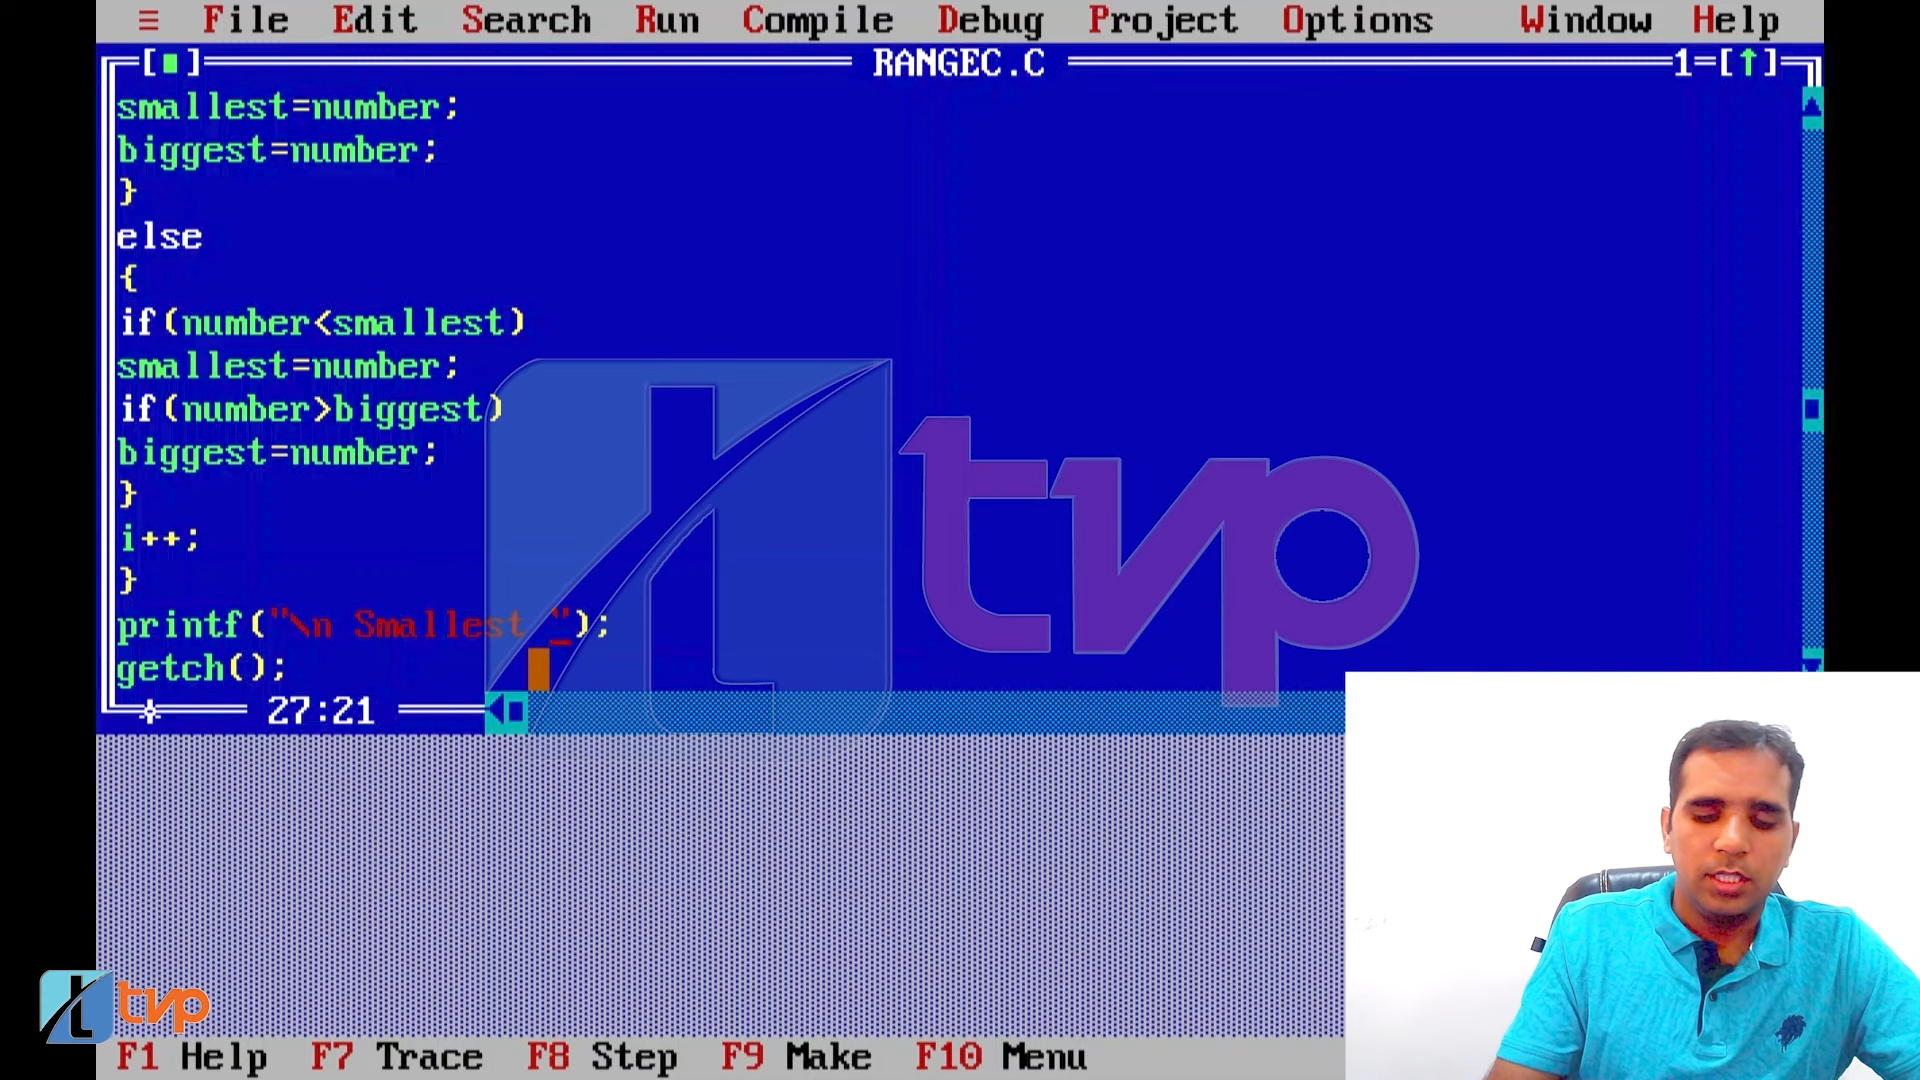 ≡ File Edit Search Run Compile Debug Project Options Window Help
[■] RANGEC.C 1=[↑]
smallest=number;
biggest=number;
}
else
{
if(number<smallest)
smallest=number;
if(number>biggest)
biggest=number;
}
i++;
}
printf("\n Smallest _");
getch();
27:21
tvp
tvp
F1 Help F7 Trace F8 Step F9 Make F10 Menu